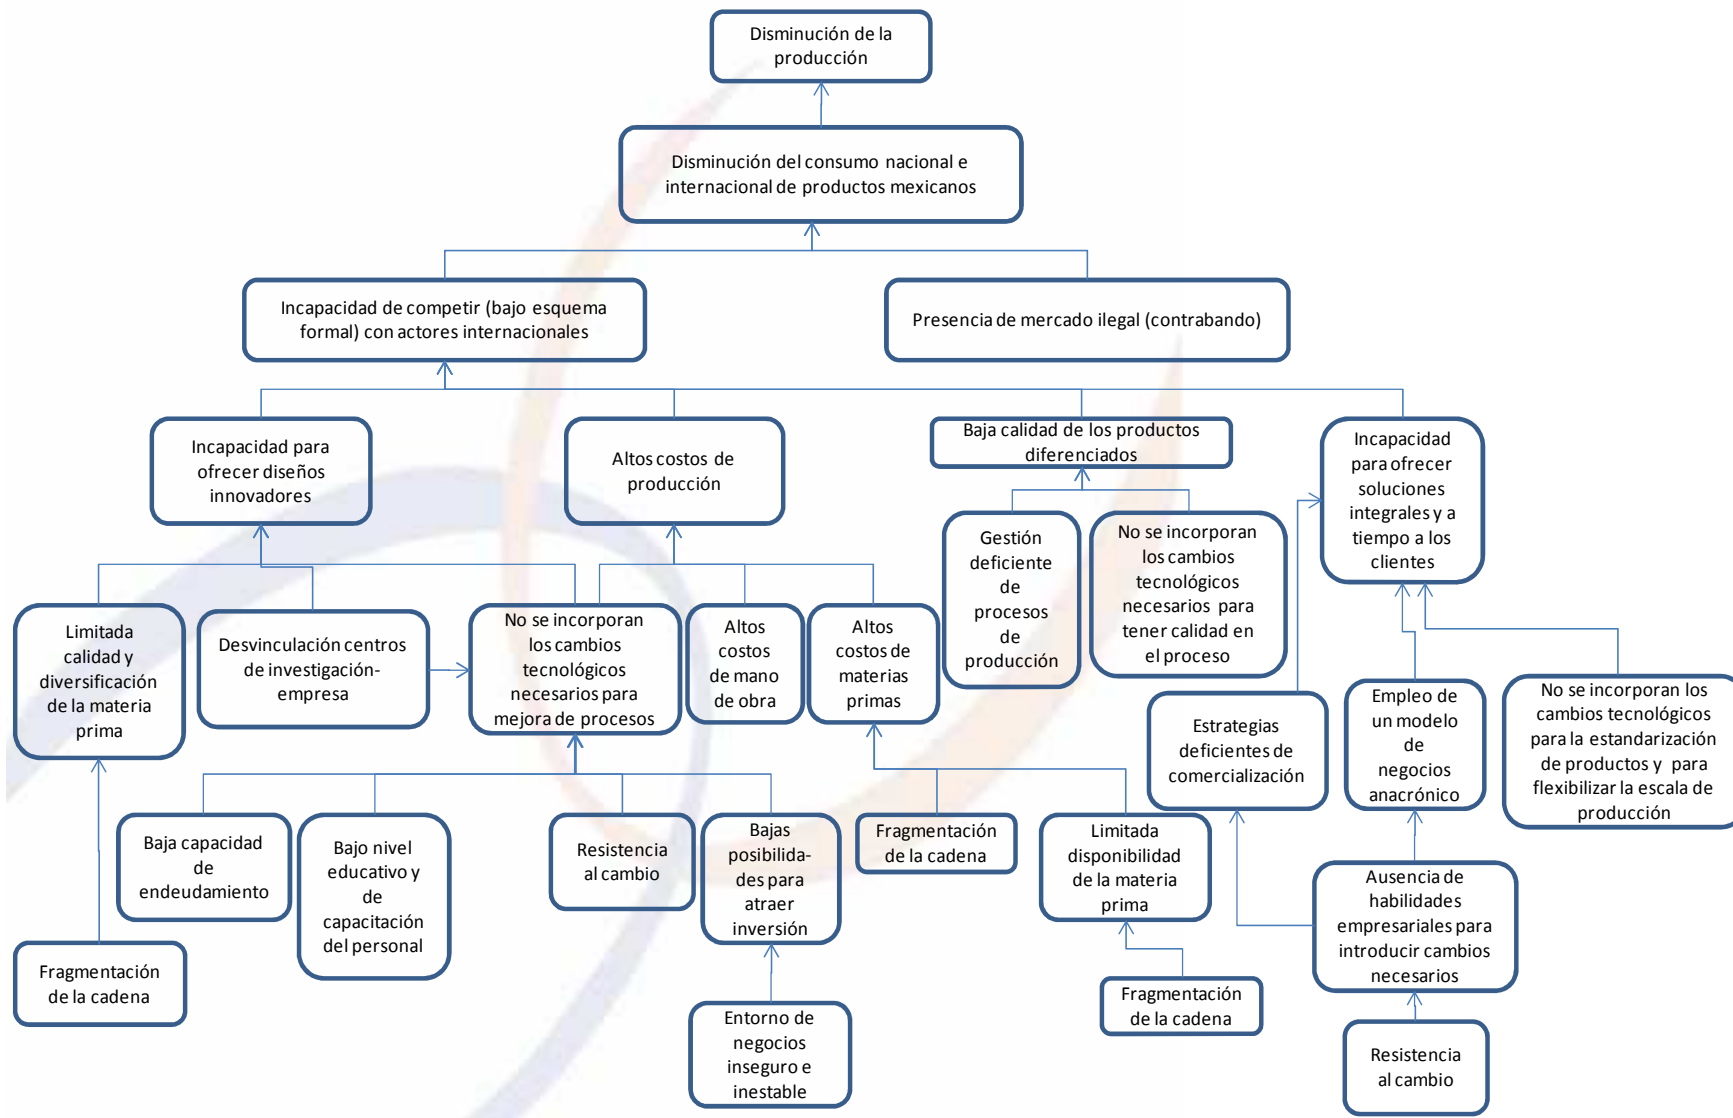 Disminución de la
producción
Disminución del consumo nacional e
internacional de productos mexicanos
Incapacidad de competir (bajo esquema
formal) con actores internacionales
Presencia de mercado ilegal (contrabando)
Incapacidad para
ofrecer diseños
innovadores
Altos costos de
producción
Baja calidad de los productos
diferenciados
Incapacidad
para ofrecer
soluciones
integrales y a
tiempo a los
clientes
Gestión
deficiente
de
procesos
de
producción
No se incorporan
los cambios
tecnológicos
necesarios para
tener calidad en
el proceso
Limitada
calidad y
diversificación
de la materia
prima
Desvinculación centros
de investigación-
empresa
No se incorporan
los cambios
tecnológicos
necesarios para
mejora de procesos
Altos
costos
de mano
de obra
Altos
costos de
materias
primas
Estrategias
deficientes de
comercialización
Empleo de
un modelo
de
negocios
anacrónico
No se incorporan los
cambios tecnológicos
para la estandarización
de productos y para
flexibilizar la escala de
producción
Baja capacidad
de
endeudamiento
Bajo nivel
educativo y
de
capacitación
del personal
Resistencia
al cambio
Bajas
posibilida-
des para
atraer
inversión
Fragmentación
de la cadena
Limitada
disponibilidad
de la materia
prima
Ausencia de
habilidades
empresariales para
introducir cambios
necesarios
Fragmentación
de la cadena
Entorno de
negocios
inseguro e
inestable
Fragmentación
de la cadena
Resistencia
al cambio